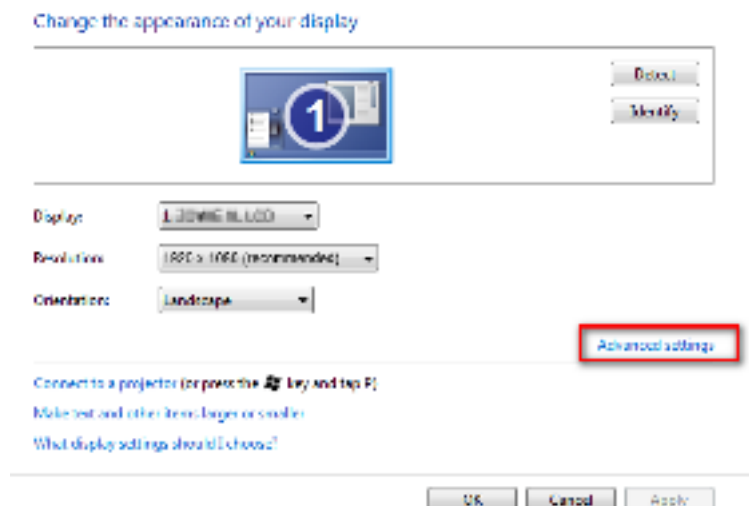 Change the appearance of your display
Detect
1
Identify
Display:
Resolution: 1920 x 1080 (recommended)
Orientation: Landscape
Advanced settings
Connect to a projector (or press the key and tap P)
Make text and other items larger or smaller
What display settings should I choose?
OK Cancel Apply